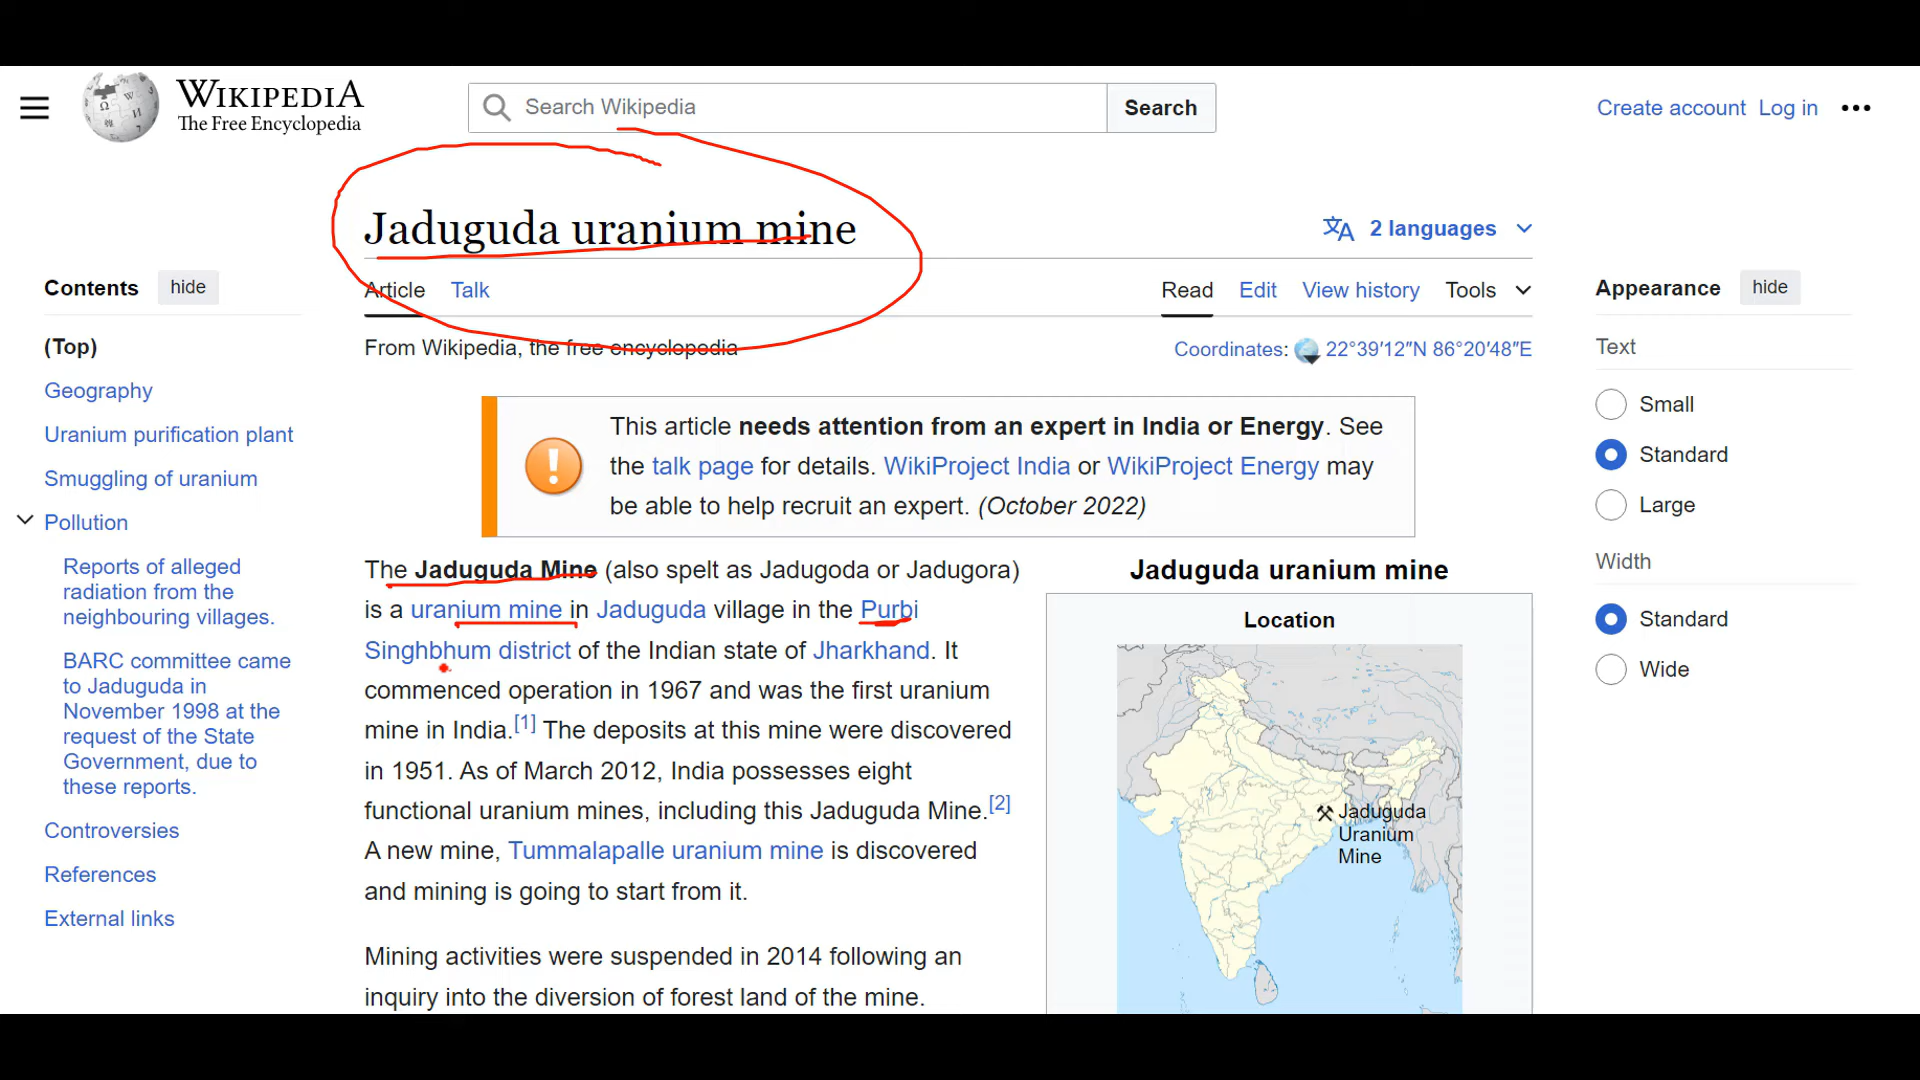 WIKIPEDIA
The Free Encyclopedia
Search Wikipedia
Search
Create account Log in
Jaduguda uranium mine
2 languages
Contents hide
(Top)
Geography
Uranium purification plant
Smuggling of uranium
Pollution
Reports of alleged
radiation from the
neighbouring villages.
BARC committee came
to Jaduguda in
November 1998 at the
request of the State
Government, due to
these reports.
Controversies
References
External links
Article Talk
Read Edit View history Tools
From Wikipedia, the free encyclopedia
Coordinates: 22°39′12″N 86°20′48″E
This article needs attention from an expert in India or Energy. See
the talk page for details. WikiProject India or WikiProject Energy may
be able to help recruit an expert. (October 2022)
The Jaduguda Mine (also spelt as Jadugoda or Jadugora)
is a uranium mine in Jaduguda village in the Purbi
Singhbhum district of the Indian state of Jharkhand. It
commenced operation in 1967 and was the first uranium
mine in India.[1] The deposits at this mine were discovered
in 1951. As of March 2012, India possesses eight
functional uranium mines, including this Jaduguda Mine.[2]
A new mine, Tummalapalle uranium mine is discovered
and mining is going to start from it.
Mining activities were suspended in 2014 following an
inquiry into the diversion of forest land of the mine.
Jaduguda uranium mine
Location
Jaduguda
Uranium
Mine
Appearance hide
Text
Small
Standard
Large
Width
Standard
Wide